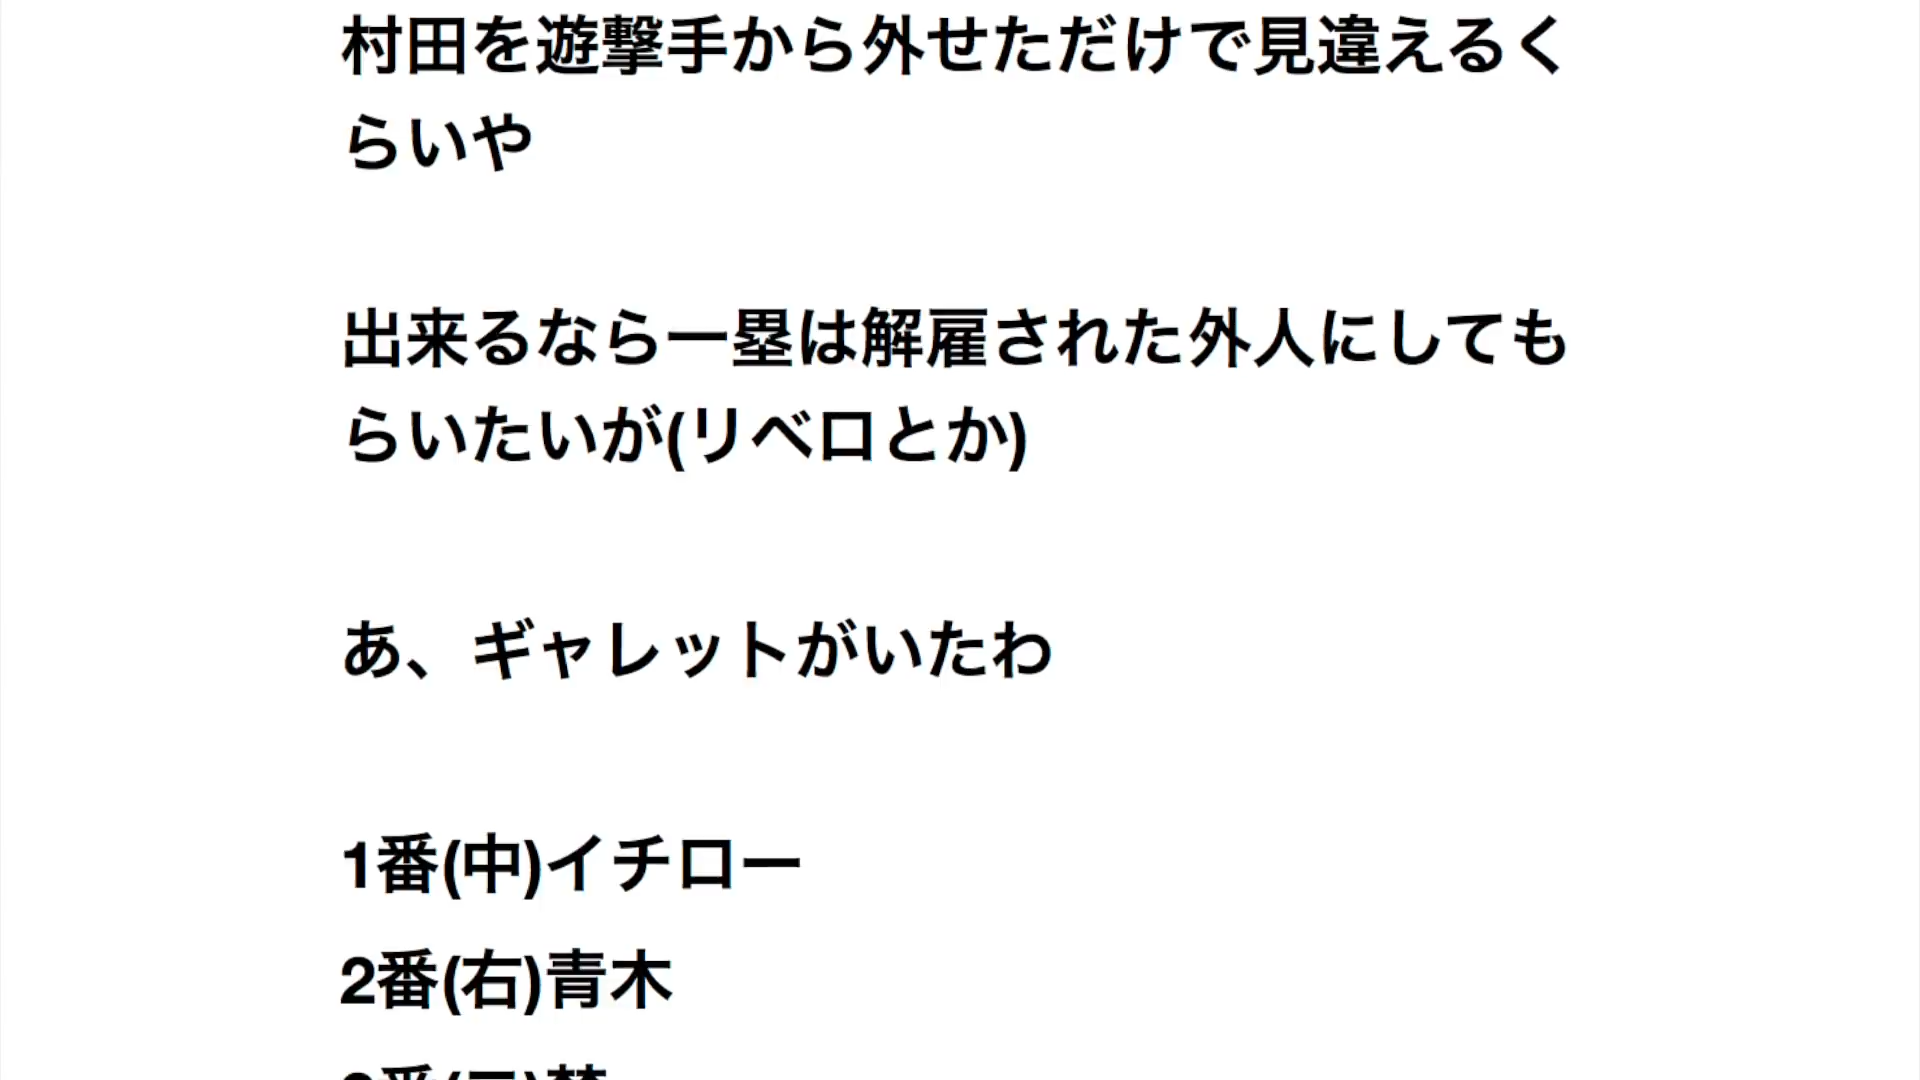 村田を遊撃手から外せただけで見違えるく
らいや
出来るなら一塁は解雇された外人にしても
らいたいが(リベロとか)
あ、ギャレットがいたわ
1番(中)イチロー
2番(右)青木